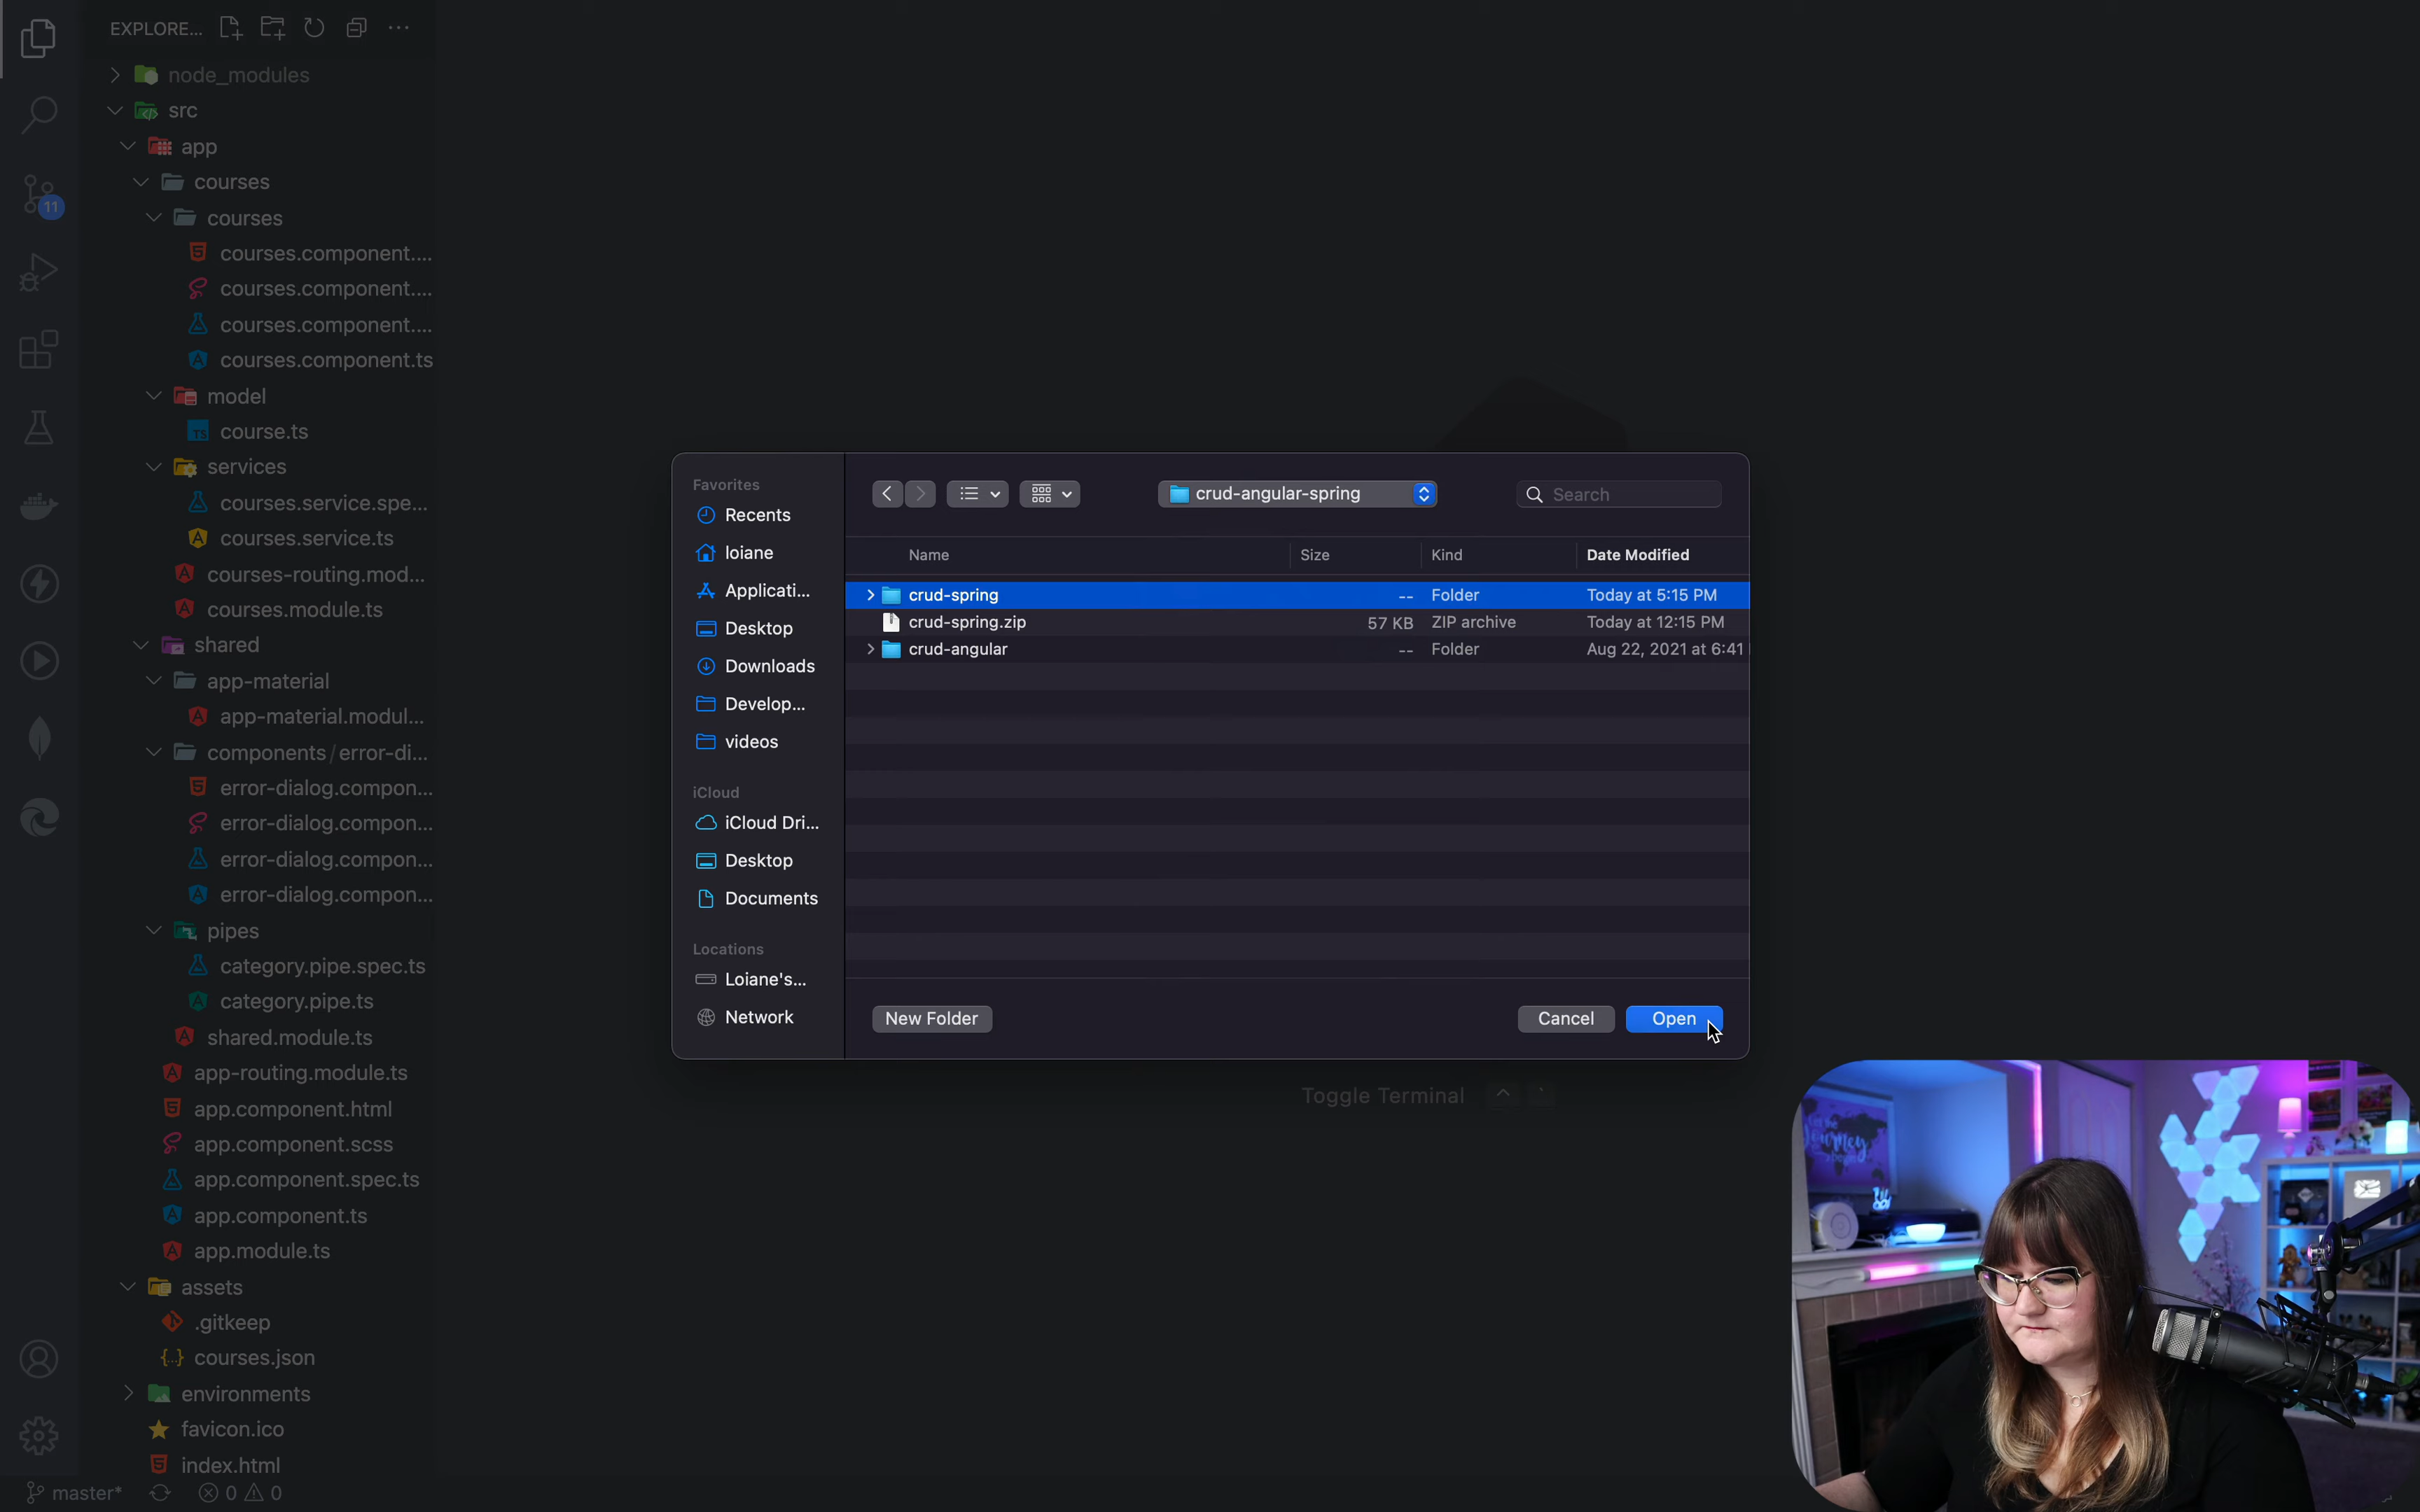 EXPLORE...
node_modules
src
app
courses
courses
courses.component....
courses.component....
courses.component....
courses.component.ts
model
course.ts
services
courses.service.spe...
courses.service.ts
courses-routing.mod...
courses.module.ts
shared
app-material
app-material.modul...
components / error-di...
error-dialog.compon...
error-dialog.compon...
error-dialog.compon...
error-dialog.compon...
pipes
category.pipe.spec.ts
category.pipe.ts
shared.module.ts
app-routing.module.ts
app.component.html
app.component.scss
app.component.spec.ts
app.component.ts
app.module.ts
assets
.gitkeep
courses.json
environments
favicon.ico
index.html
11
TS
master*
0
0
Favorites
Recents
loiane
Applicati...
Desktop
Downloads
Develop...
videos
iCloud
iCloud Dri...
Desktop
Documents
Locations
Loiane's...
Network
crud-angular-spring
Search
Name Size Kind Date Modified
crud-spring -- Folder Today at 5:15 PM
crud-spring.zip 57 KB ZIP archive Today at 12:15 PM
crud-angular -- Folder Aug 22, 2021 at 6:41
New Folder Cancel Open
Toggle Terminal
Journey